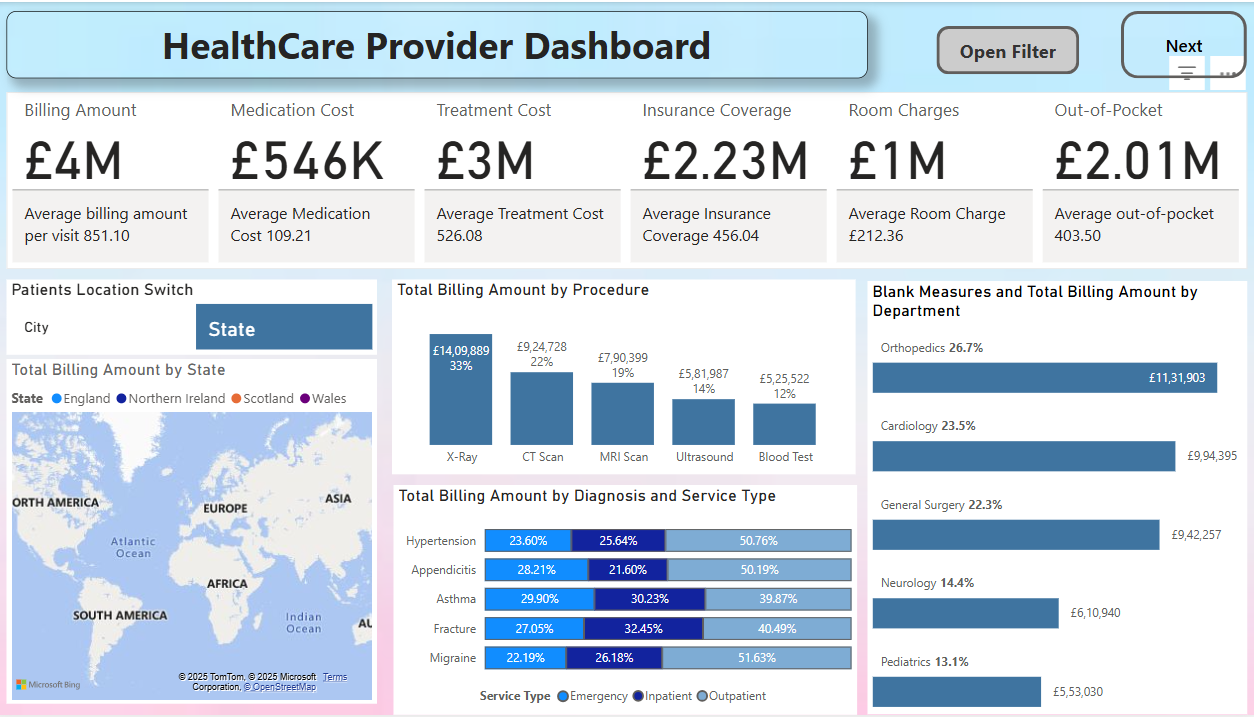 HealthCare Provider Dashboard
Open Filter
Next
Billing Amount
£4M
Average billing amount
per visit 851.10
Medication Cost
£546K
Average Medication
Cost 109.21
Treatment Cost
£3M
Average Treatment Cost
526.08
Insurance Coverage
£2.23M
Average Insurance
Coverage 456.04
Room Charges
£1M
Average Room Charge
£212.36
Out-of-Pocket
£2.01M
Average out-of-pocket
403.50
Patients Location Switch
City
State
Total Billing Amount by State
State England Northern Ireland Scotland Wales
ORTH AMERICA
EUROPE
ASIA
Atlantic
Ocean
AFRICA
SOUTH AMERICA
Indian
Ocean
AU
Microsoft Bing
© 2025 TomTom, © 2025 Microsoft Terms
Corporation, © OpenStreetMap
Total Billing Amount by Procedure
£14,09,889
33%
£9,24,728
22%
£7,90,399
19%
£5,81,987
14%
£5,25,522
12%
X-Ray
CT Scan
MRI Scan
Ultrasound
Blood Test
Total Billing Amount by Diagnosis and Service Type
Hypertension 23.60% 25.64% 50.76%
Appendicitis 28.21% 21.60% 50.19%
Asthma 29.90% 30.23% 39.87%
Fracture 27.05% 32.45% 40.49%
Migraine 22.19% 26.18% 51.63%
Service Type Emergency Inpatient Outpatient
Blank Measures and Total Billing Amount by
Department
Orthopedics 26.7%
£11,31,903
Cardiology 23.5%
£9,94,395
General Surgery 22.3%
£9,42,257
Neurology 14.4%
£6,10,940
Pediatrics 13.1%
£5,53,030